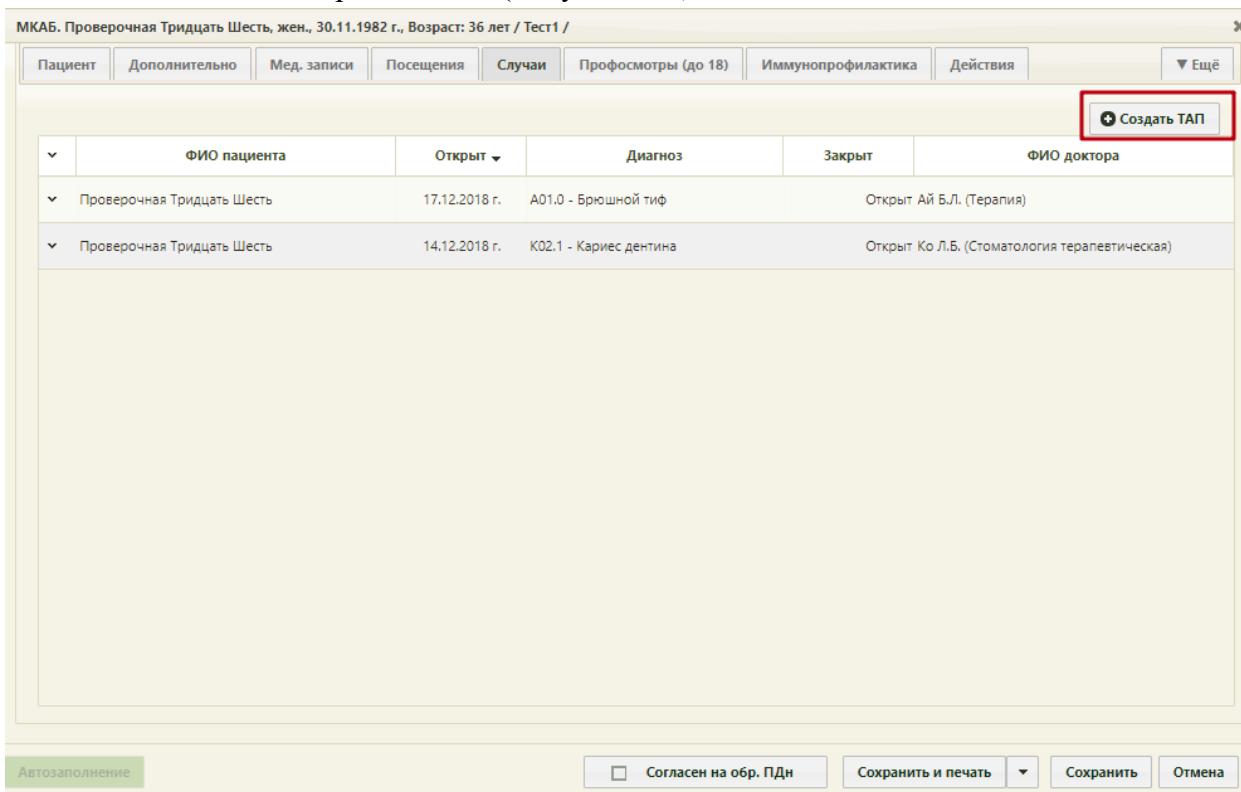 МКАБ. Проверочная Тридцать Шесть, жен., 30.11.1982 г., Возраст: 36 лет / Тест1 /
Пациент Дополнительно Мед. записи Посещения Случаи Профосмотры (до 18) Иммунопрофилактика Действия ▼ Ещё
Создать ТАП
ФИО пациента Открыт Диагноз Закрыт ФИО доктора
Проверочная Тридцать Шесть 17.12.2018 г. A01.0 - Брюшной тиф Открыт Ай Б.Л. (Терапия)
Проверочная Тридцать Шесть 14.12.2018 г. K02.1 - Кариес дентина Открыт Ко Л.Б. (Стоматология терапевтическая)
Автозаполнение Согласен на обр. ПДн Сохранить и печать Сохранить Отмена